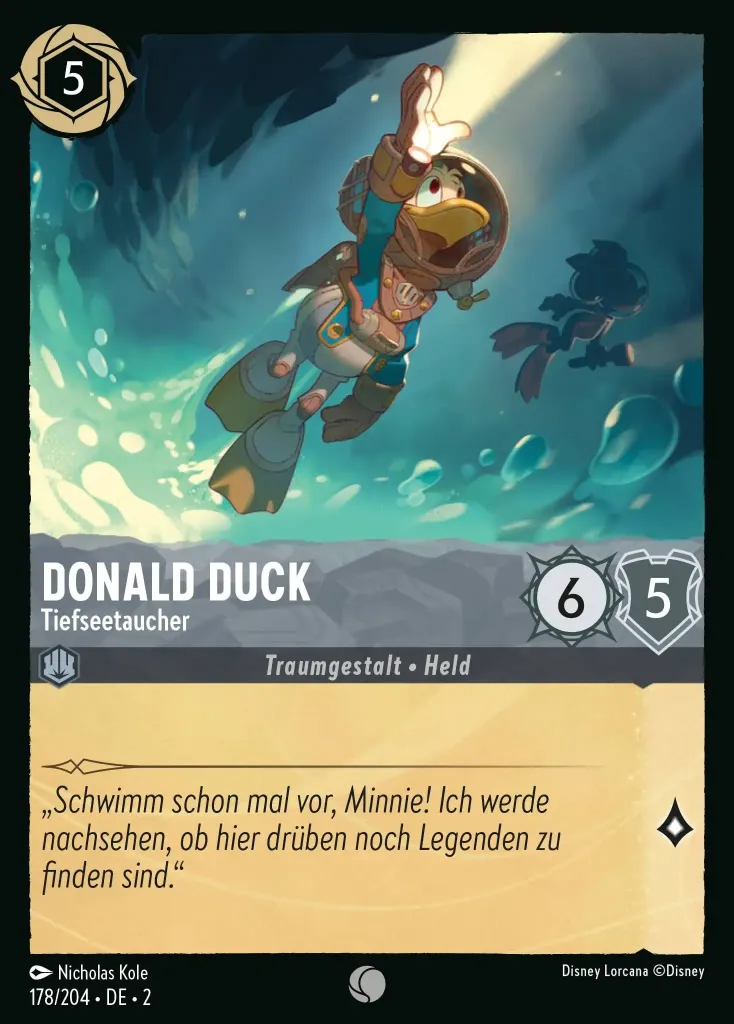 5
DONALD DUCK
Tiefseetaucher
6
5
Traumgestalt • Held
„Schwimm schon mal vor, Minnie! Ich werde
nachsehen, ob hier drüben noch Legenden zu
finden sind.“
Nicholas Kole
Disney Lorcana ©Disney
178/204 • DE • 2